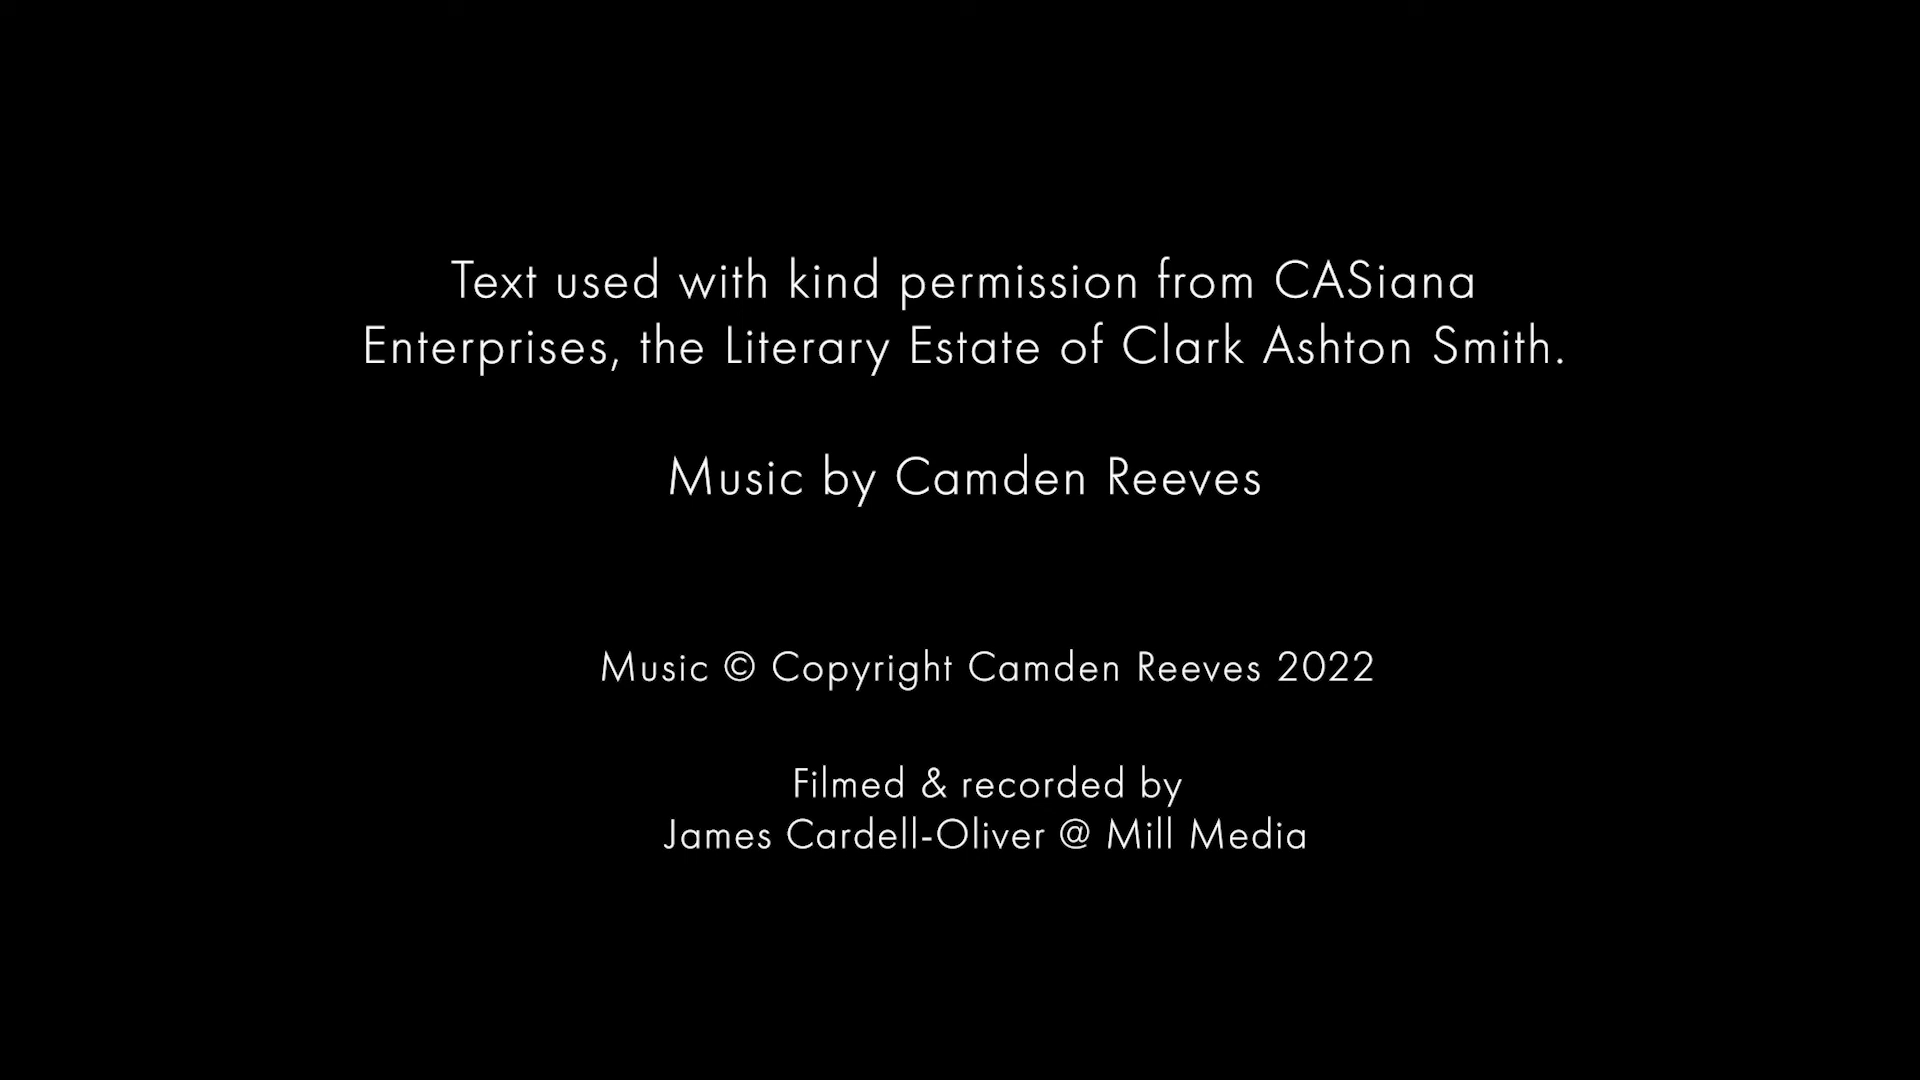 Text used with kind permission from CASiana
Enterprises, the Literary Estate of Clark Ashton Smith.
Music by Camden Reeves
Music © Copyright Camden Reeves 2022
Filmed & recorded by
James Cardell-Oliver @ Mill Media